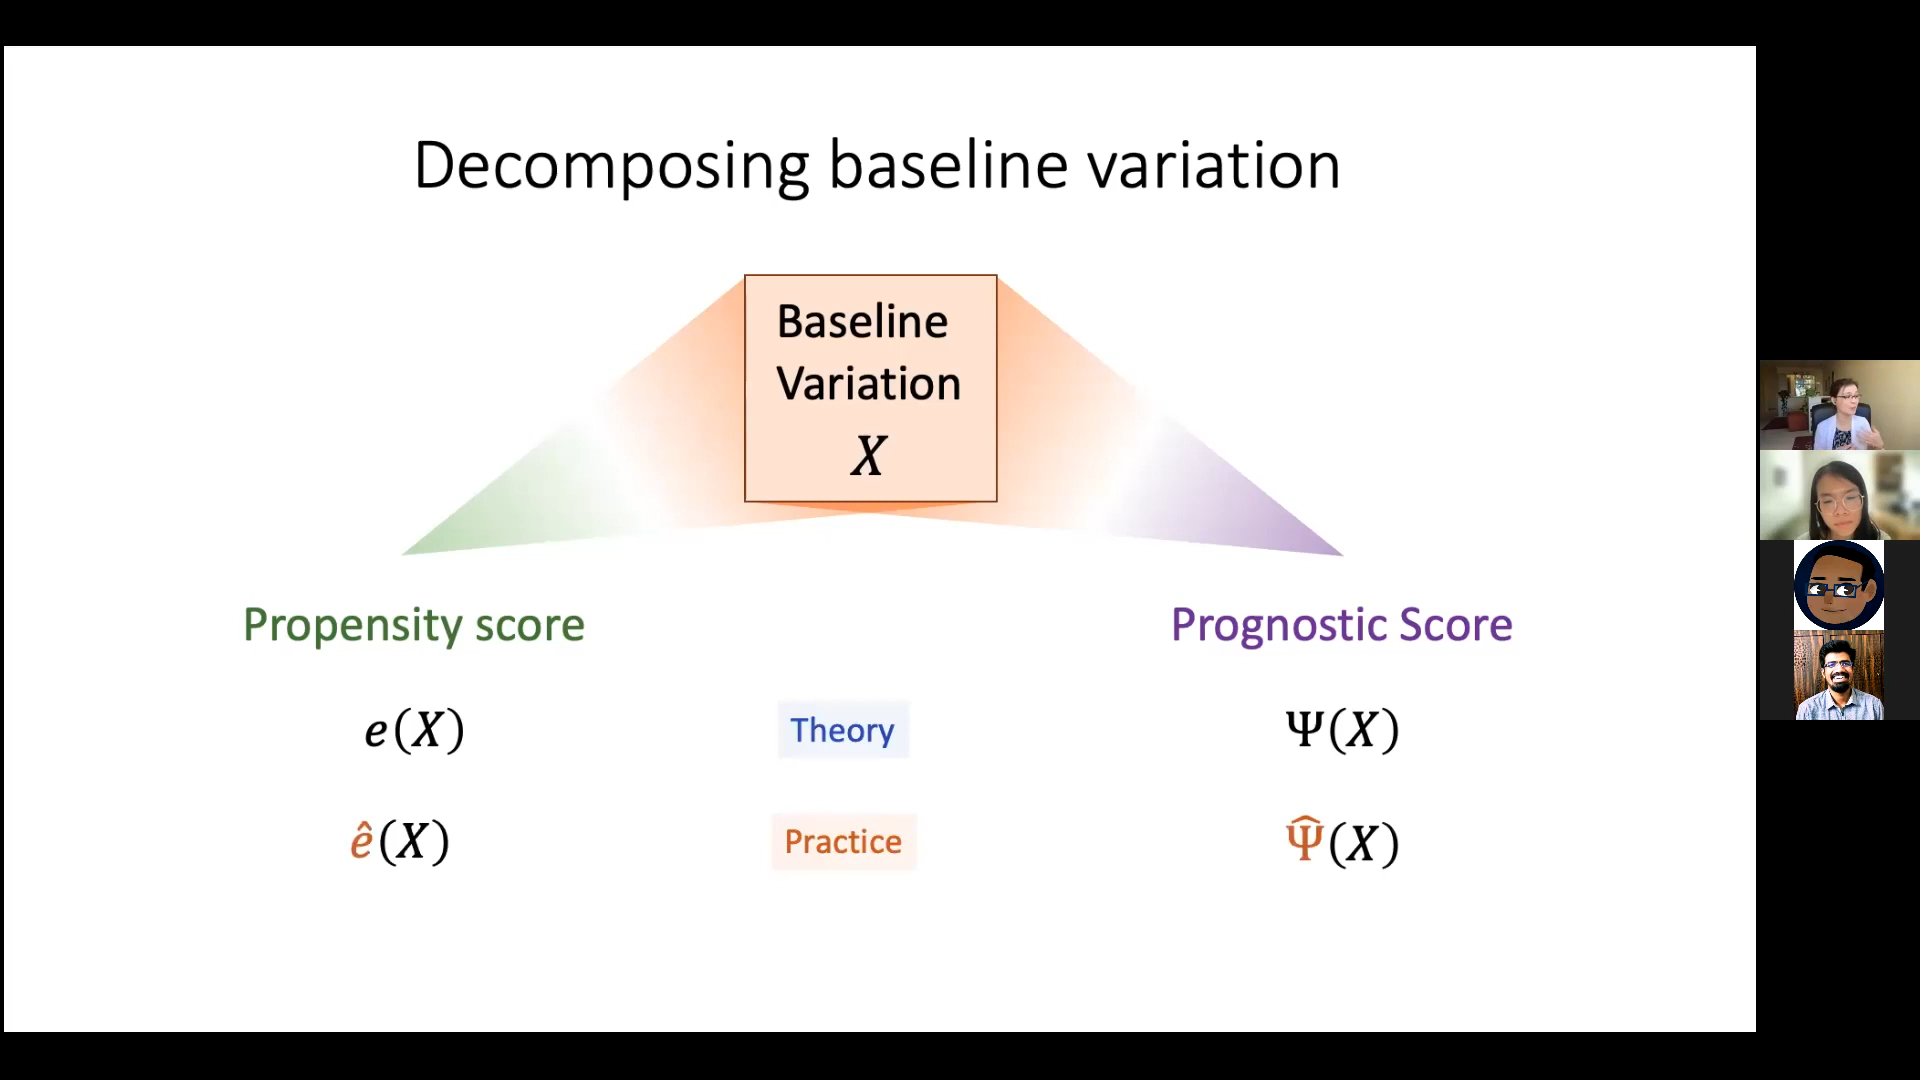 Decomposing baseline variation
Baseline
Variation
X
Propensity score
Prognostic Score
e(X)
Theory
Ψ(X)
ê(X)
Practice
Ψ̂(X)